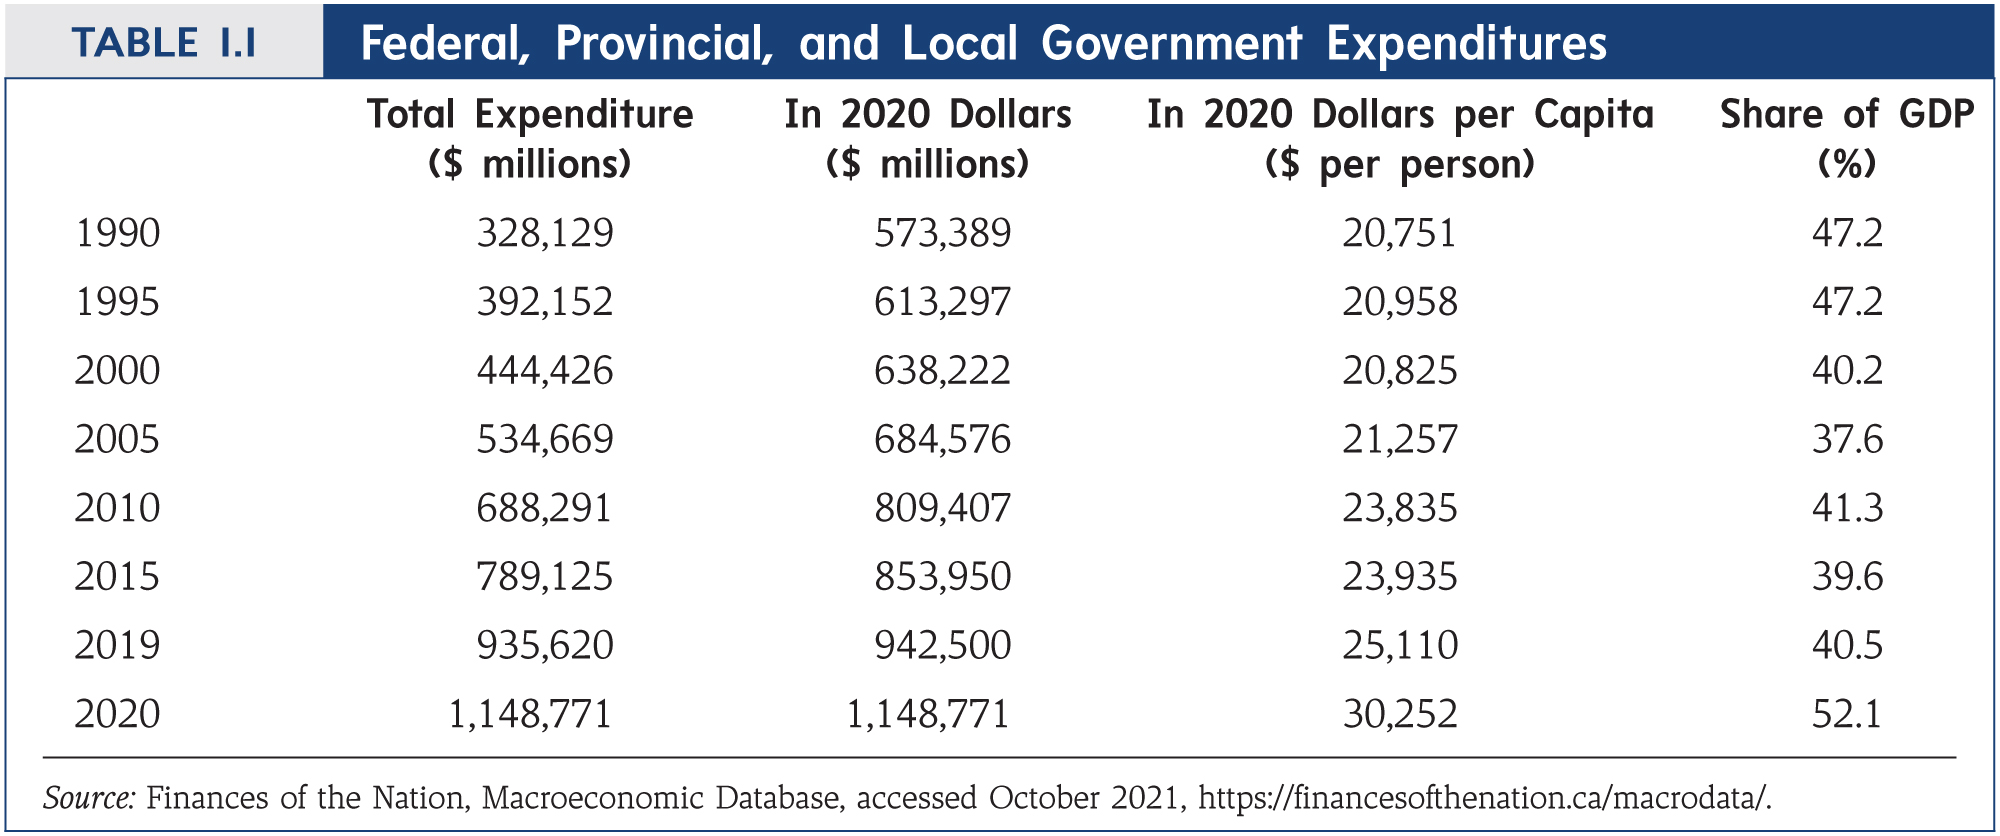 TABLE 1.1 Federal, Provincial, and Local Government Expenditures
Total Expenditure In 2020 Dollars In 2020 Dollars per Capita Share of GDP
($ millions) ($ millions) ($ per person) (%)
1990 328,129 573,389 20,751 47.2
1995 392,152 613,297 20,958 47.2
2000 444,426 638,222 20,825 40.2
2005 534,669 684,576 21,257 37.6
2010 688,291 809,407 23,835 41.3
2015 789,125 853,950 23,935 39.6
2019 935,620 942,500 25,110 40.5
2020 1,148,771 1,148,771 30,252 52.1
Source: Finances of the Nation, Macroeconomic Database, accessed October 2021, https://financesofthenation.ca/macrodata/.